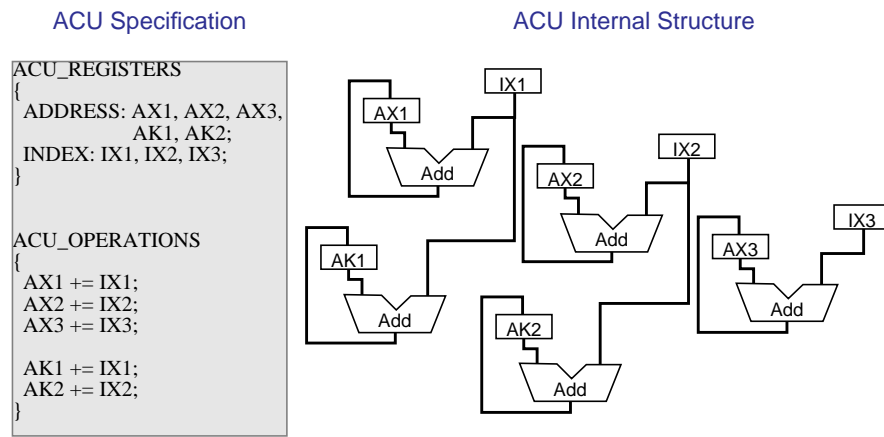 ACU Specification
ACU_REGISTERS
{
ADDRESS: AX1, AX2, AX3,
AK1, AK2;
INDEX: IX1, IX2, IX3;
}
ACU_OPERATIONS
{
AX1 += IX1;
AX2 += IX2;
AX3 += IX3;
AK1 += IX1;
AK2 += IX2;
}
ACU Internal Structure
IX1
AX1
Add
IX2
AX2
Add
IX3
AX3
Add
AK1
Add
AK2
Add